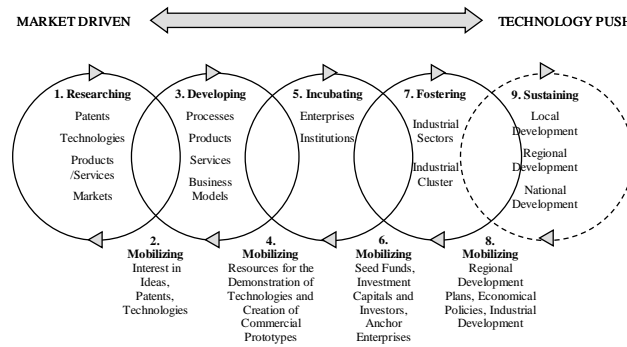 MARKET DRIVEN
TECHNOLOGY PUSH
1. Researching
Patents
Technologies
Products
/Services
Markets
3. Developing
Processes
Products
Services
Business
Models
5. Incubating
Enterprises
Institutions
7. Fostering
Industrial
Sectors
Industrial
Cluster
9. Sustaining
Local
Development
Regional
Development
National
Development
2.
Mobilizing
Interest in
Ideas,
Patents,
Technologies
4.
Mobilizing
Resources for the
Demonstration of
Technologies and
Creation of
Commercial
Prototypes
6.
Mobilizing
Seed Funds,
Investment
Capitals and
Investors,
Anchor
Enterprises
8.
Mobilizing
Regional
Development
Plans, Economical
Policies, Industrial
Development